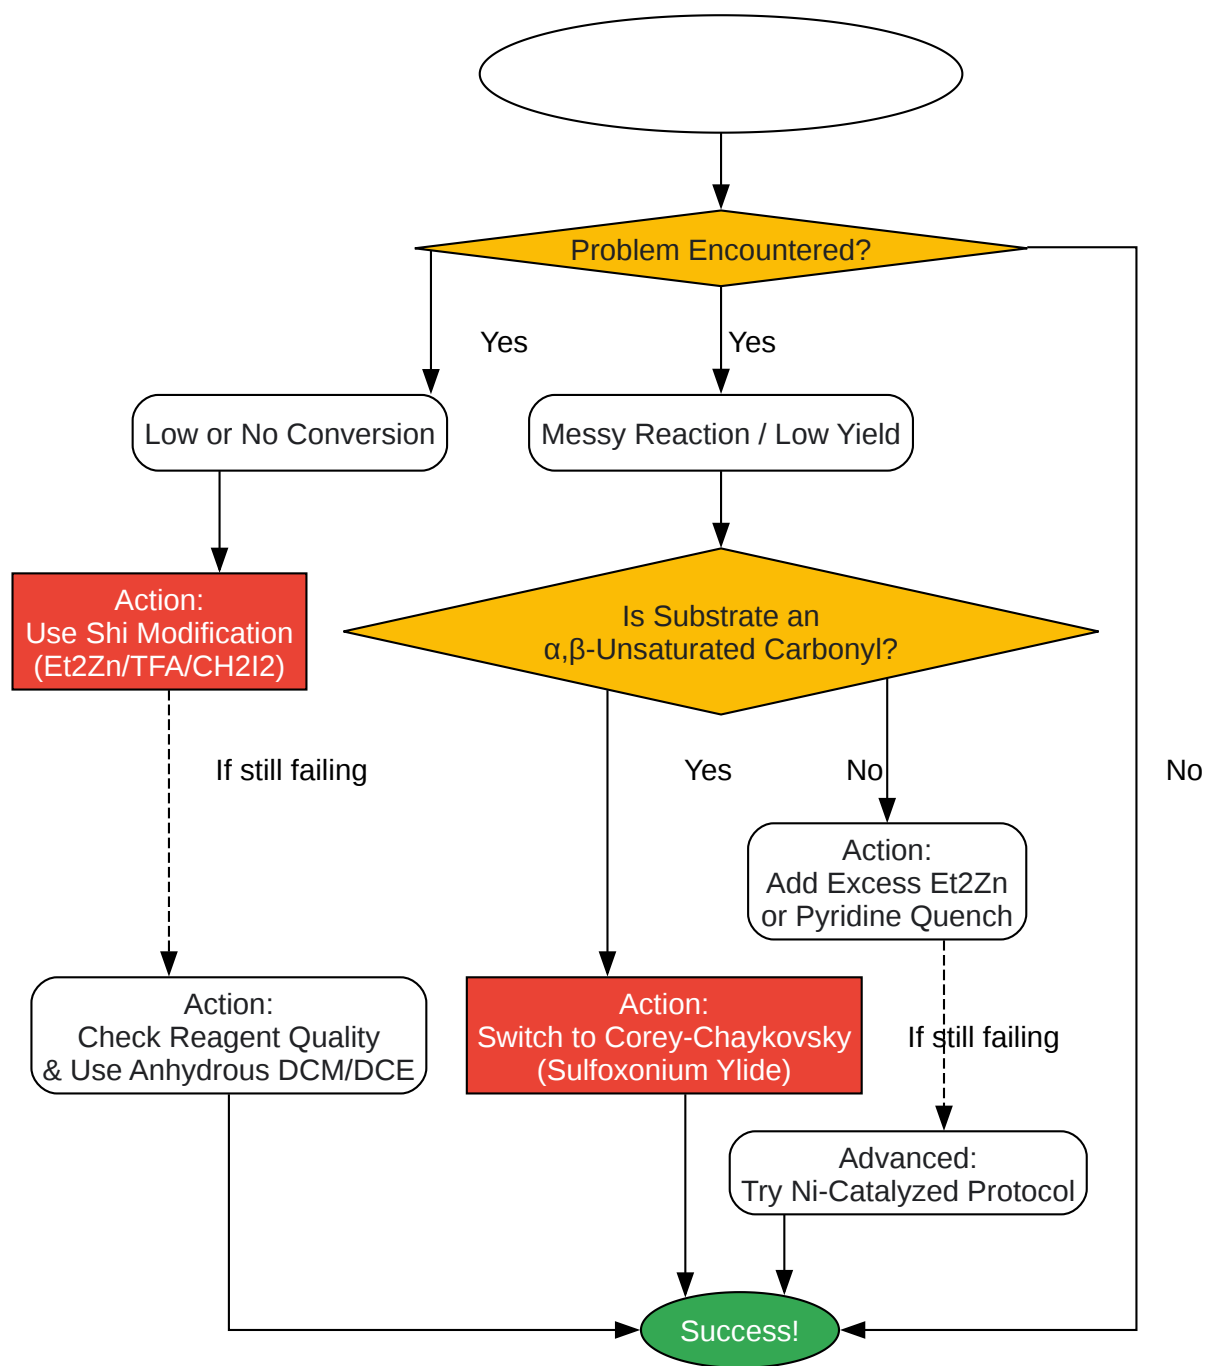 Problem Encountered?
Yes
Yes
Low or No Conversion
Messy Reaction / Low Yield
Action:
Use Shi Modification
(Et2Zn/TFA/CH2I2)
Is Substrate an
α,β-Unsaturated Carbonyl?
If still failing
Yes
No
No
Action:
Add Excess Et2Zn
or Pyridine Quench
Action:
Check Reagent Quality
& Use Anhydrous DCM/DCE
Action:
Switch to Corey-Chaykovsky
(Sulfoxonium Ylide)
If still failing
Advanced:
Try Ni-Catalyzed Protocol
Success!